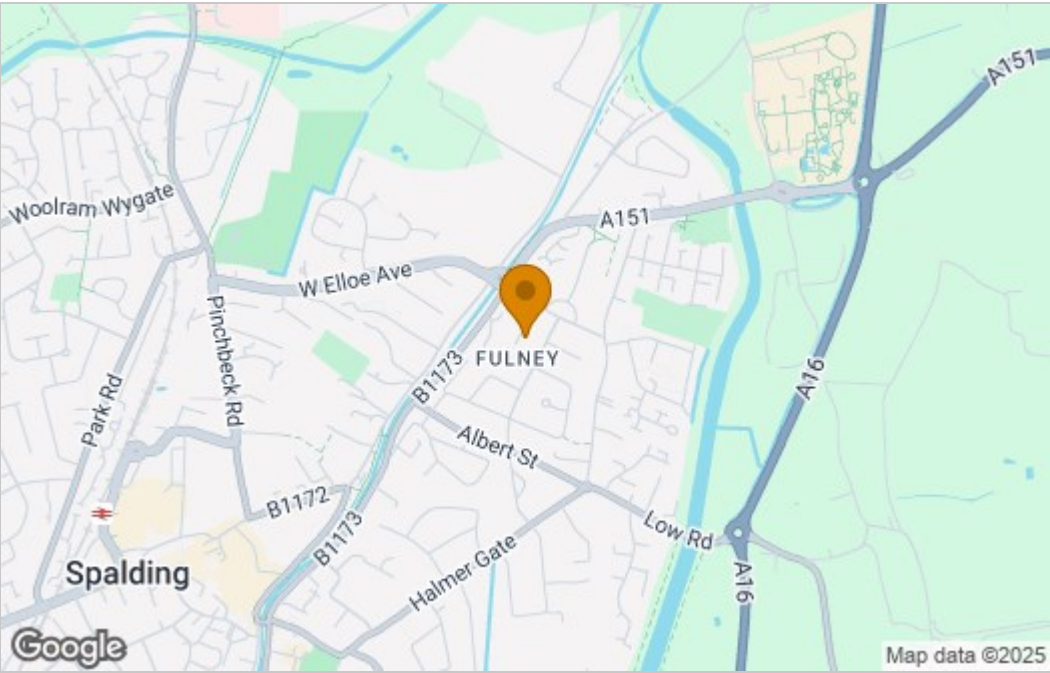 A151
Woolram Wygate
A151
W Elloe Ave
Pinchbeck Rd
FULNEY
B1173
A16
Park Rd
Albert St
B1172
Low Rd
B1173
Halmer Gate
Spalding
A16
Google
Map data ©2025